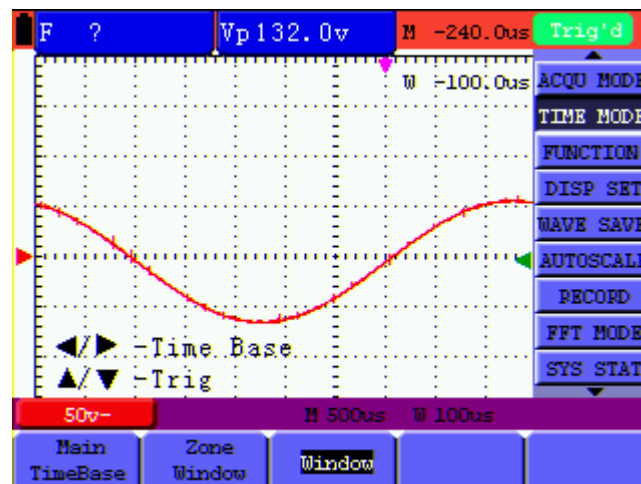 F ? Vp132.0v M -240.0us Trig'd
W -100.0us
ACQU MODE
TIME MODE
FUNCTION
DISP SET
WAVE SAVE
AUTOSCALE
RECORD
FFT MODE
SYS STAT
◀/▶ -Time Base
▲/▼ -Trig
50v~ M 500us W 100us
Main TimeBase
Zone Window
Window